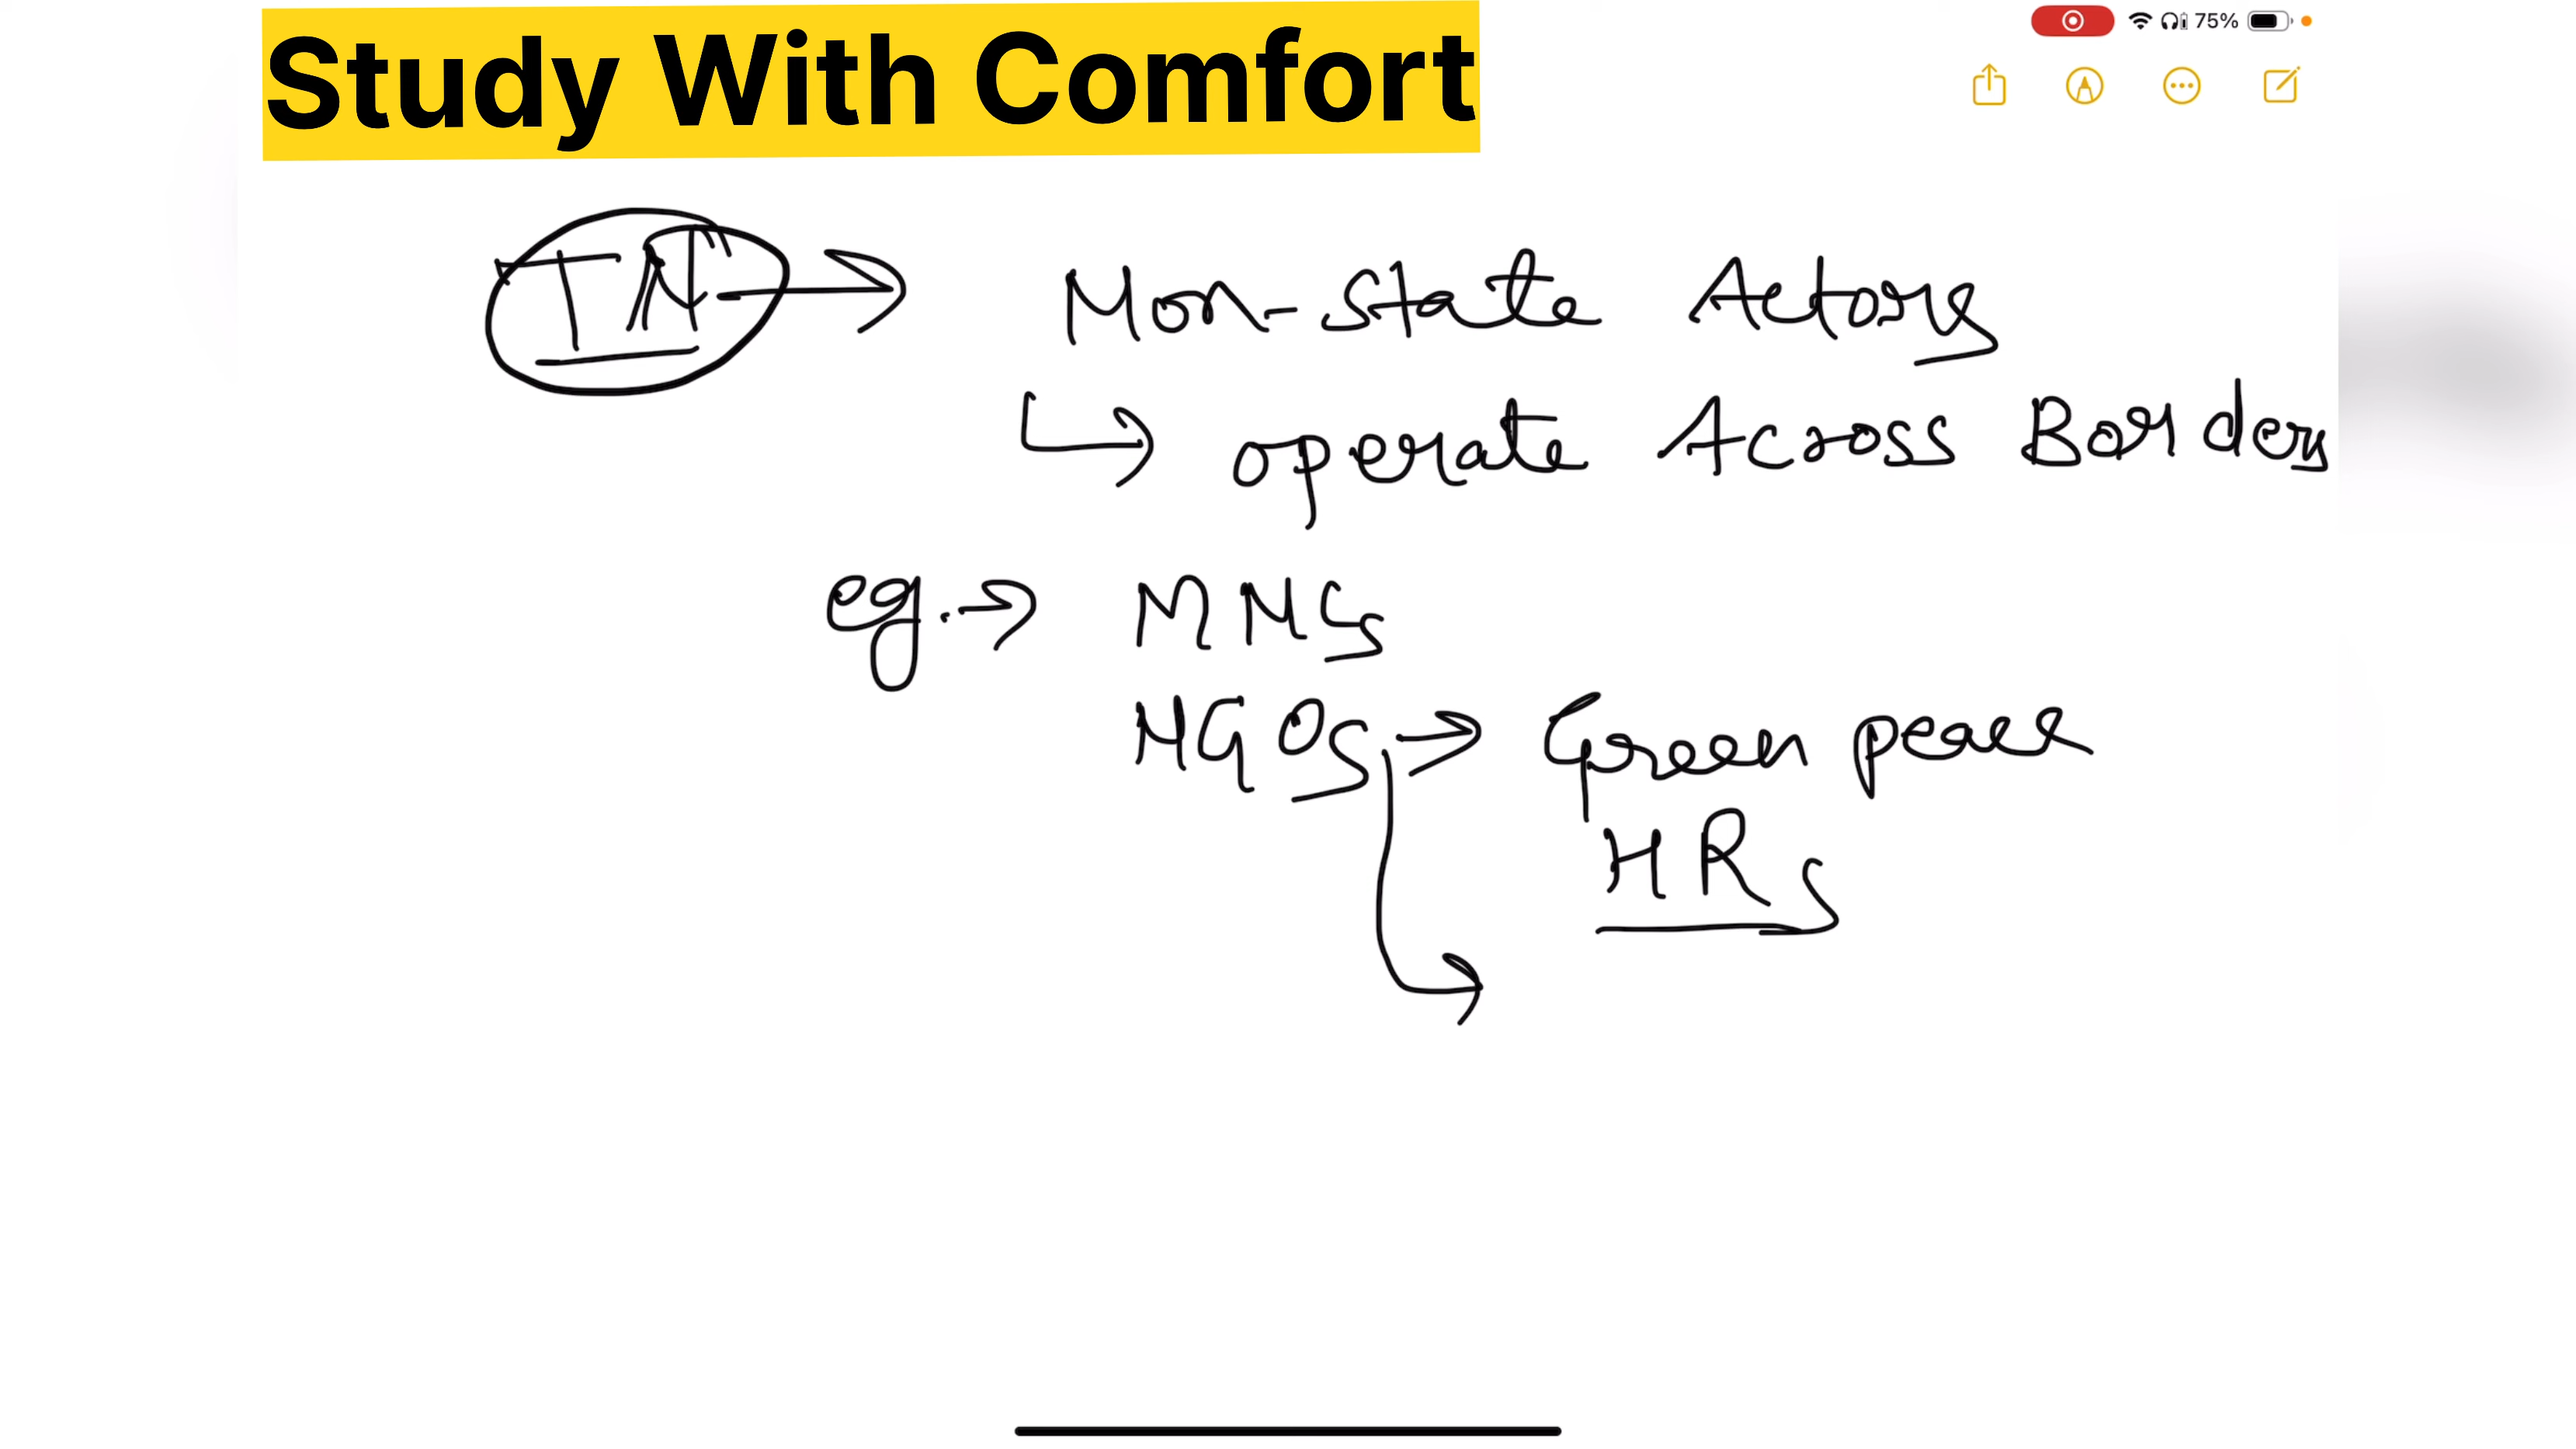 Study With Comfort
75%
TN → Non-State Actors
↳ operate Across Borders
eg. → MNCs
NGOs → Green peace
HRs